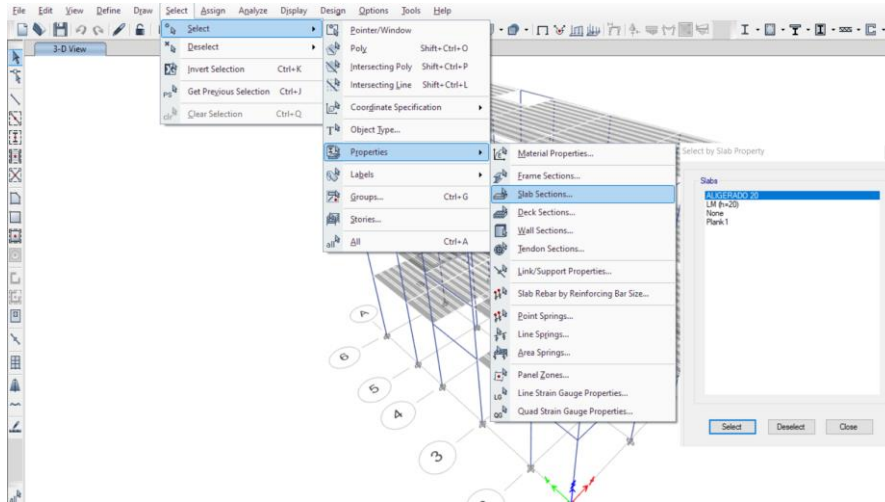 File Edit View Define Draw Select Assign Analyze Display Design Options Tools Help
3-D View
Select
Deselect
Invert Selection Ctrl+K
Get Previous Selection Ctrl+J
Clear Selection Ctrl+Q
Pointer/Window
Poly Shift+Ctrl+O
Intersecting Poly Shift+Ctrl+P
Intersecting Line Shift+Ctrl+L
Coordinate Specification
Object Type...
Properties
Labels
Groups... Ctrl+G
Stories...
All Ctrl+A
Material Properties...
Frame Sections...
Slab Sections...
Deck Sections...
Wall Sections...
Tendon Sections...
Link/Support Properties...
Slab Rebar by Reinforcing Bar Size...
Point Springs...
Line Springs...
Area Springs...
Panel Zones...
Line Strain Gauge Properties...
Quad Strain Gauge Properties...
Select by Slab Property
Slabs
ALIGERADO 20
LM (h=20)
None
Plank1
Select Deselect Close
6
5
4
3